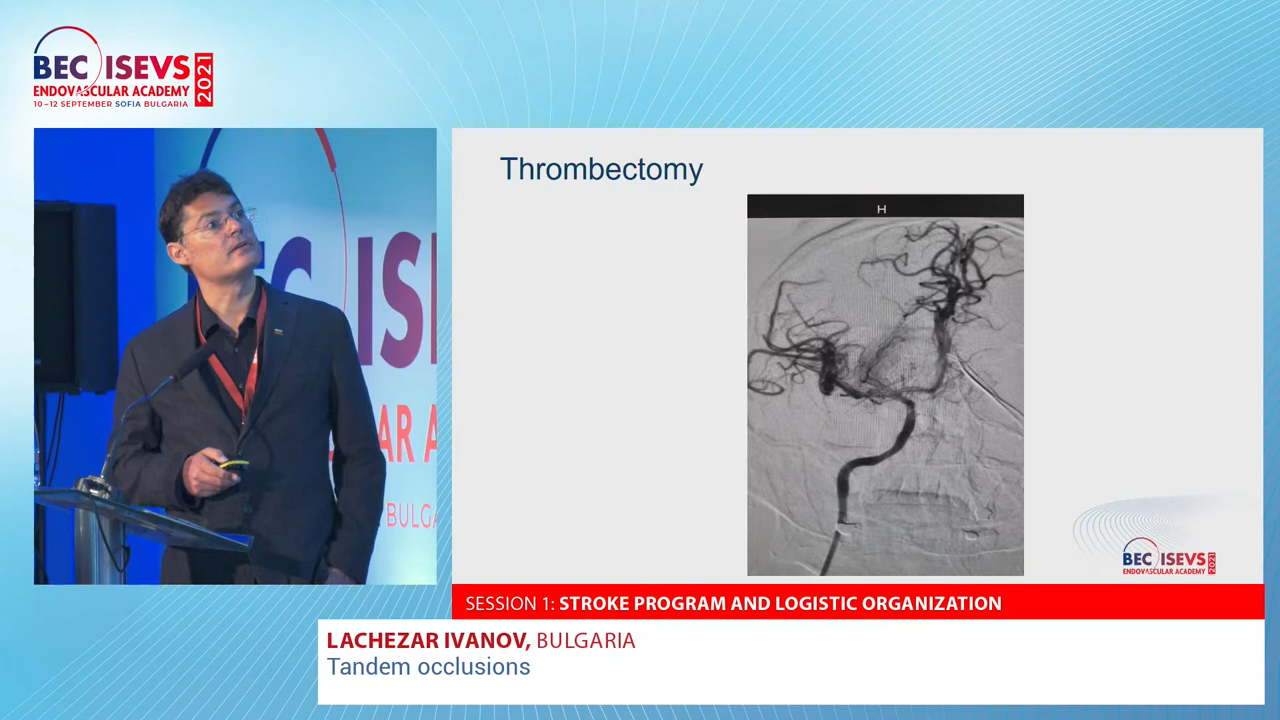 BEC ISEVS
ENDOVASCULAR ACADEMY
10–12 SEPTEMBER SOFIA BULGARIA
2021
Thrombectomy
H
BEC ISEVS
ENDOVASCULAR ACADEMY
2021
SESSION 1: STROKE PROGRAM AND LOGISTIC ORGANIZATION
LACHEZAR IVANOV, BULGARIA
Tandem occlusions